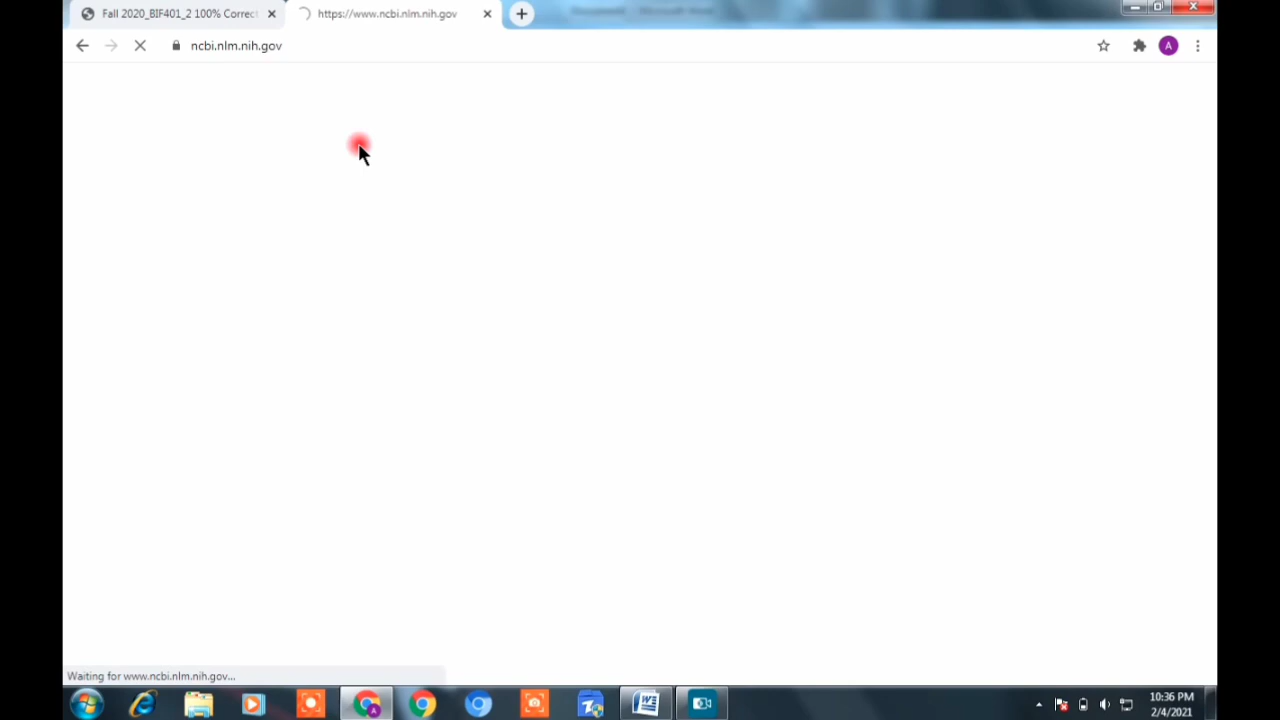 Fall 2020_BIF401_2 100% Correct
https://www.ncbi.nlm.nih.gov
ncbi.nlm.nih.gov
A
Waiting for www.ncbi.nlm.nih.gov...
10:36 PM
2/4/2021